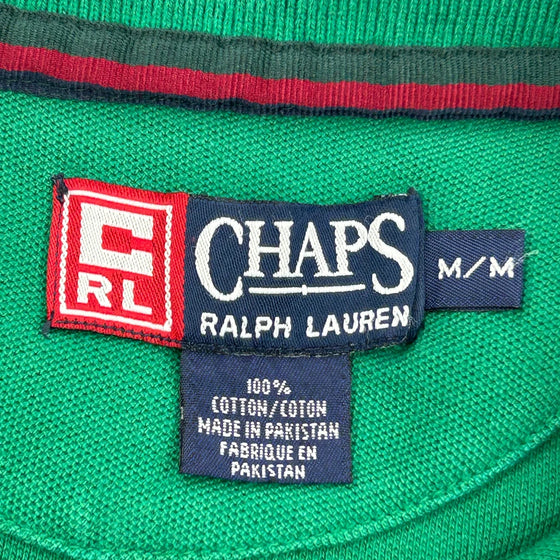 C
RL
CHAPS
RALPH LAUREN
M/M
100%
COTTON/COTON
MADE IN PAKISTAN
FABRIQUE EN
PAKISTAN